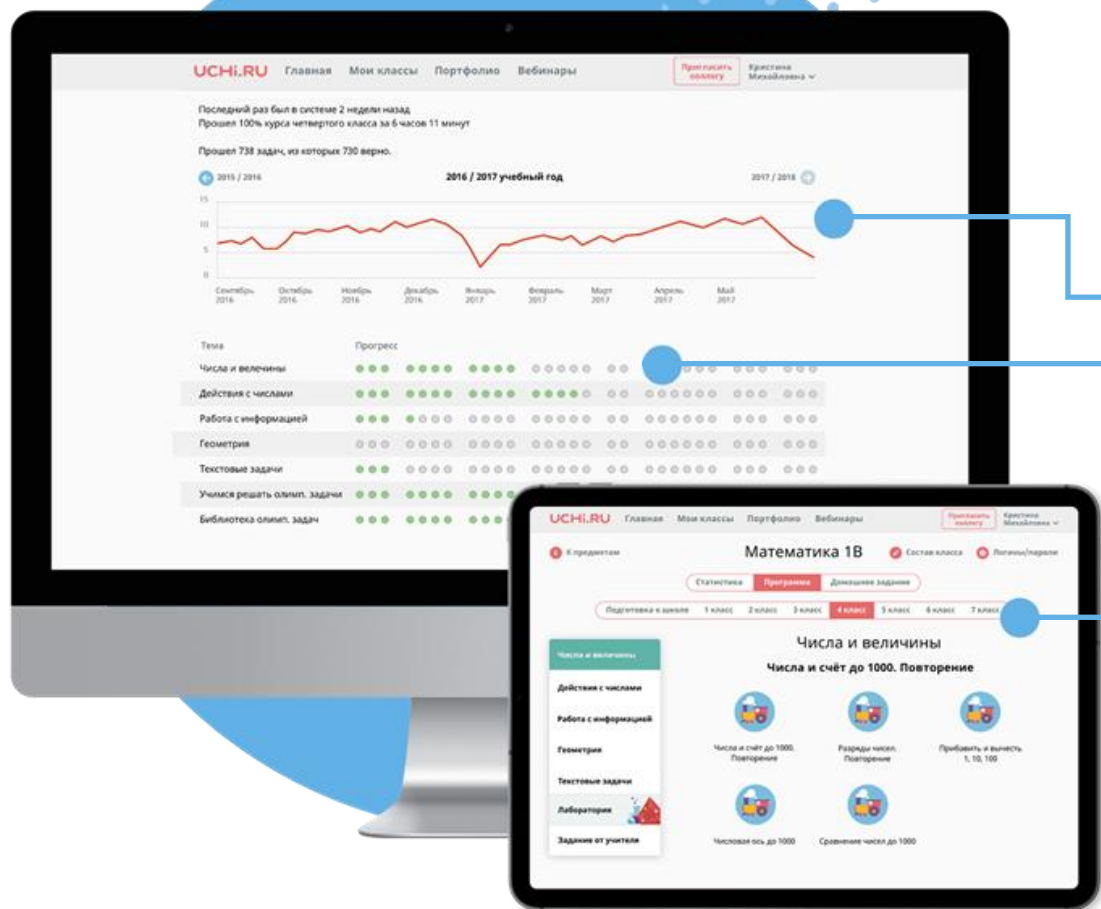 UCHi.RU Главная Мои классы Портфолио Вебинары Пригласить коллегу Кристина Михайловна
Последний раз был в системе 2 недели назад
Прошел 100% курса четвертого класса за 6 часов 11 минут
Прошел 738 задач, из которых 730 верно.
2015 / 2016 2016 / 2017 учебный год 2017 / 2018
15
10
5
0
Сентябрь Октябрь Ноябрь Декабрь Январь Февраль Март Апрель Май
2016 2016 2016 2016 2017 2017 2017 2017 2017
Тема Прогресс
Числа и велечины
Действия с числами
Работа с информацией
Геометрия
Текстовые задачи
Учимся решать олимп. задачи
Библиотека олимп. задач
UCHi.RU Главная Мои классы Портфолио Вебинары Пригласить коллегу Кристина Михайловна
К предметам Математика 1В Состав класса Логины/пароли
Статистика Программа Домашнее задание
Подготовка к школе 1 класс 2 класс 3 класс 4 класс 5 класс 6 класс 7 класс
Числа и величины
Действия с числами
Работа с информацией
Геометрия
Текстовые задачи
Лаборатория
Задание от учителя
Числа и величины
Числа и счёт до 1000. Повторение
Числа и счёт до 1000. Повторение
Разряды чисел. Повторение
Прибавить и вычесть 1, 10, 100
Числовая ось до 1000
Сравнение чисел до 1000